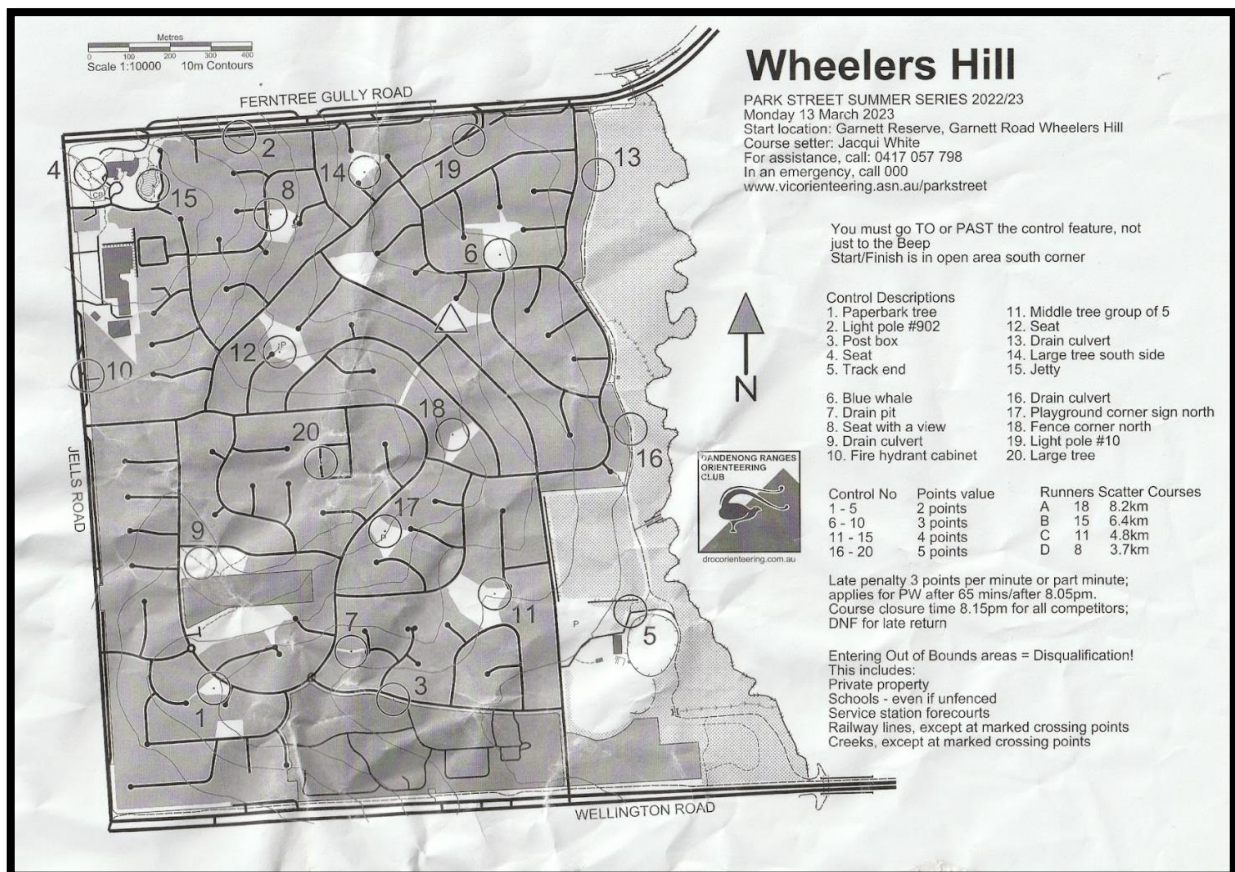 Metres
0 100 200 300 400
Scale 1:10000 10m Contours
FERNTREE GULLY ROAD
Wheelers Hill
PARK STREET SUMMER SERIES 2022/23
Monday 13 March 2023
Start location: Garnett Reserve, Garnett Road Wheelers Hill
Course setter: Jacqui White
For assistance, call: 0417 057 798
In an emergency, call 000
www.vicorienteering.asn.au/parkstreet
You must go TO or PAST the control feature, not
just to the Beep
Start/Finish is in open area south corner
Control Descriptions
1. Paperbark tree
2. Light pole #902
3. Post box
4. Seat
5. Track end
6. Blue whale
7. Drain pit
8. Seat with a view
9. Drain culvert
10. Fire hydrant cabinet
11. Middle tree group of 5
12. Seat
13. Drain culvert
14. Large tree south side
15. Jetty
16. Drain culvert
17. Playground corner sign north
18. Fence corner north
19. Light pole #10
20. Large tree
Control No Points value
1 - 5 2 points
6 - 10 3 points
11 - 15 4 points
16 - 20 5 points
Runners Scatter Courses
A 18 8.2km
B 15 6.4km
C 11 4.8km
D 8 3.7km
Late penalty 3 points per minute or part minute;
applies for PW after 65 mins/after 8.05pm.
Course closure time 8.15pm for all competitors;
DNF for late return
Entering Out of Bounds areas = Disqualification!
This includes:
Private property
Schools - even if unfenced
Service station forecourts
Railway lines, except at marked crossing points
Creeks, except at marked crossing points
N
DANDENONG RANGES
ORIENTEERING
CLUB
drocorienteering.com.au
JELLS ROAD
WELLINGTON ROAD
4
2
14
19
13
15
8
6
12
10
18
20
16
17
9
11
7
5
3
1
P